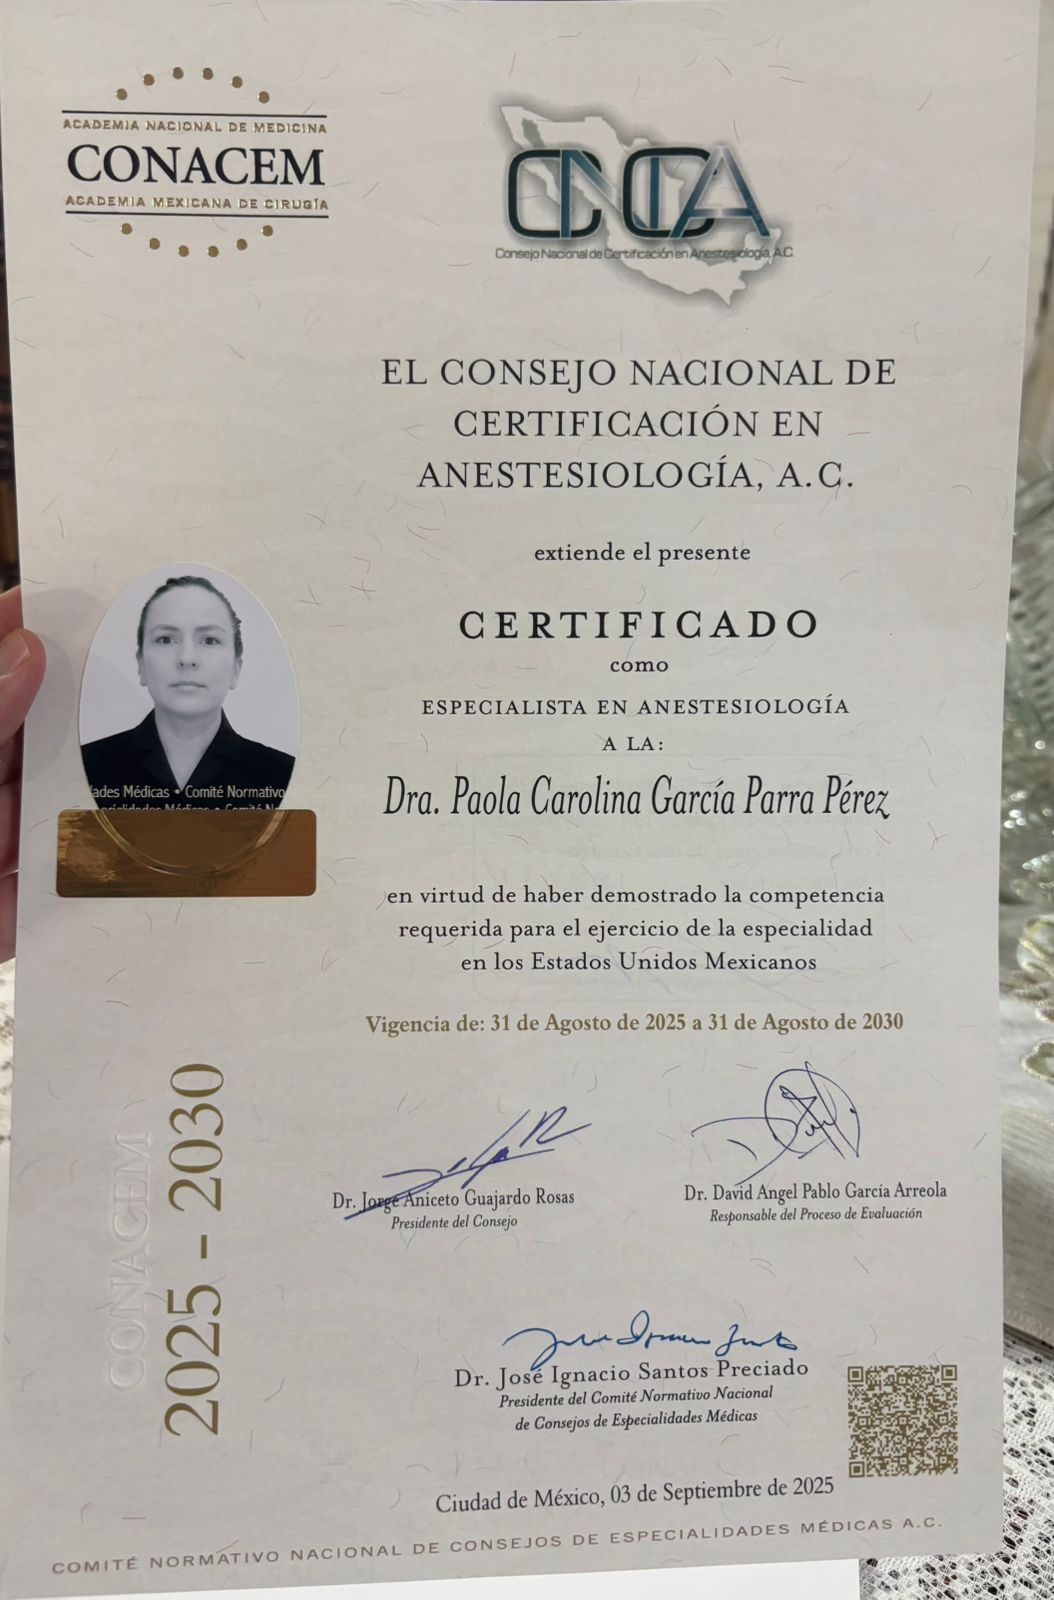 ACADEMIA NACIONAL DE MEDICINA
CONACEM
ACADEMIA MEXICANA DE CIRUGÍA
CNCA
Consejo Nacional de Certificación en Anestesiología, A.C.
EL CONSEJO NACIONAL DE
CERTIFICACIÓN EN
ANESTESIOLOGÍA, A.C.
extiende el presente
CERTIFICADO
como
ESPECIALISTA EN ANESTESIOLOGÍA
A LA:
Dra. Paola Carolina García Parra Pérez
ades Médicas • Comité Normativo
en virtud de haber demostrado la competencia
requerida para el ejercicio de la especialidad
en los Estados Unidos Mexicanos
Vigencia de: 31 de Agosto de 2025 a 31 de Agosto de 2030
CONACEM
2025 - 2030
Dr. Jorge Aniceto Guajardo Rosas
Presidente del Consejo
Dr. David Angel Pablo García Arreola
Responsable del Proceso de Evaluación
Dr. José Ignacio Santos Preciado
Presidente del Comité Normativo Nacional
de Consejos de Especialidades Médicas
Ciudad de México, 03 de Septiembre de 2025
COMITÉ NORMATIVO NACIONAL DE CONSEJOS DE ESPECIALIDADES MÉDICAS A.C.